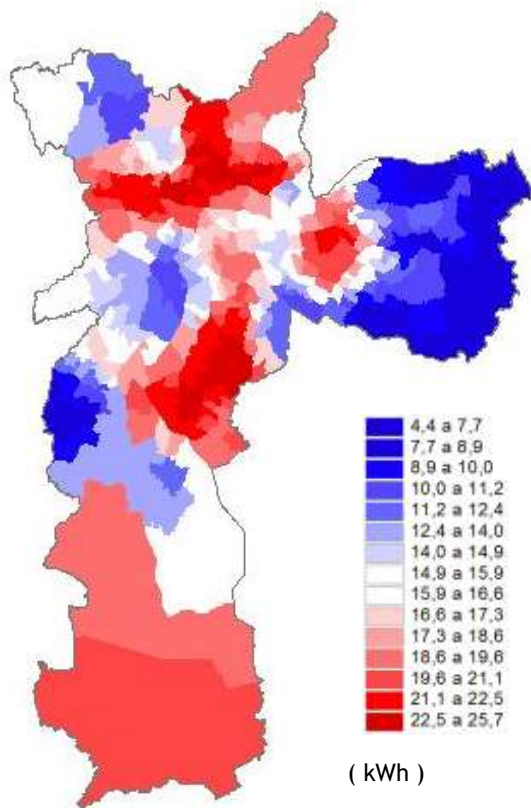 4,4 a 7,7
7,7 a 8,9
8,9 a 10,0
10,0 a 11,2
11,2 a 12,4
12,4 a 14,0
14,0 a 14,9
14,9 a 15,9
15,9 a 16,6
16,6 a 17,3
17,3 a 18,6
18,6 a 19,6
19,6 a 21,1
21,1 a 22,5
22,5 a 25,7
( kWh )